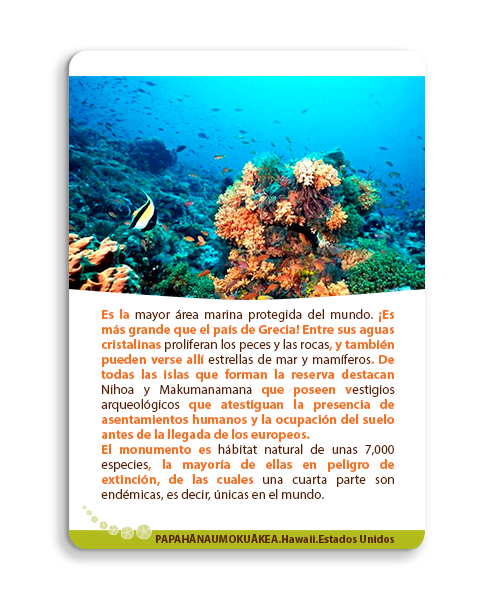 Es la mayor área marina protegida del mundo. ¡Es
más grande que el país de Grecia! Entre sus aguas
cristalinas proliferan los peces y las rocas, y también
pueden verse allí estrellas de mar y mamíferos. De
todas las islas que forman la reserva destacan
Nihoa y Makumanamana que poseen vestigios
arqueológicos que atestiguan la presencia de
asentamientos humanos y la ocupación del suelo
antes de la llegada de los europeos.
El monumento es hábitat natural de unas 7,000
especies, la mayoría de ellas en peligro de
extinción, de las cuales una cuarta parte son
endémicas, es decir, únicas en el mundo.
PAPAHĀNAUMOKUĀKEA.Hawaii.Estados Unidos